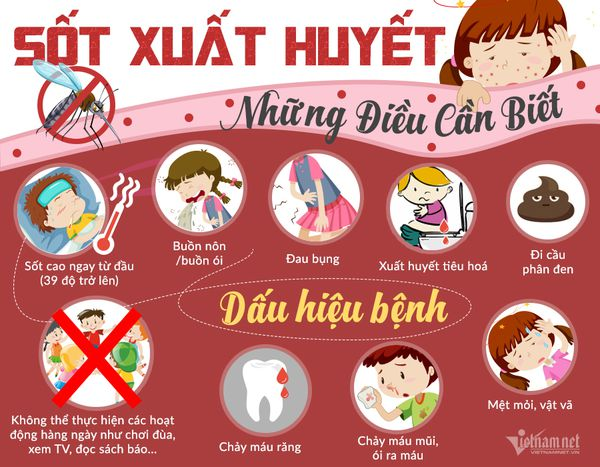 SỐT XUẤT HUYẾT
Những Điều Cần Biết
Sốt cao ngay từ đầu
(39 độ trở lên)
Buồn nôn
/buồn ói
Đau bụng
Xuất huyết tiêu hoá
Đi cầu
phân đen
Dấu hiệu bệnh
Không thể thực hiện các hoạt
động hàng ngày như chơi đùa,
xem TV, đọc sách báo...
Chảy máu răng
Chảy máu mũi,
ói ra máu
Mệt mỏi, vật vã
Vietnamnet
VIETNAMNET.VN